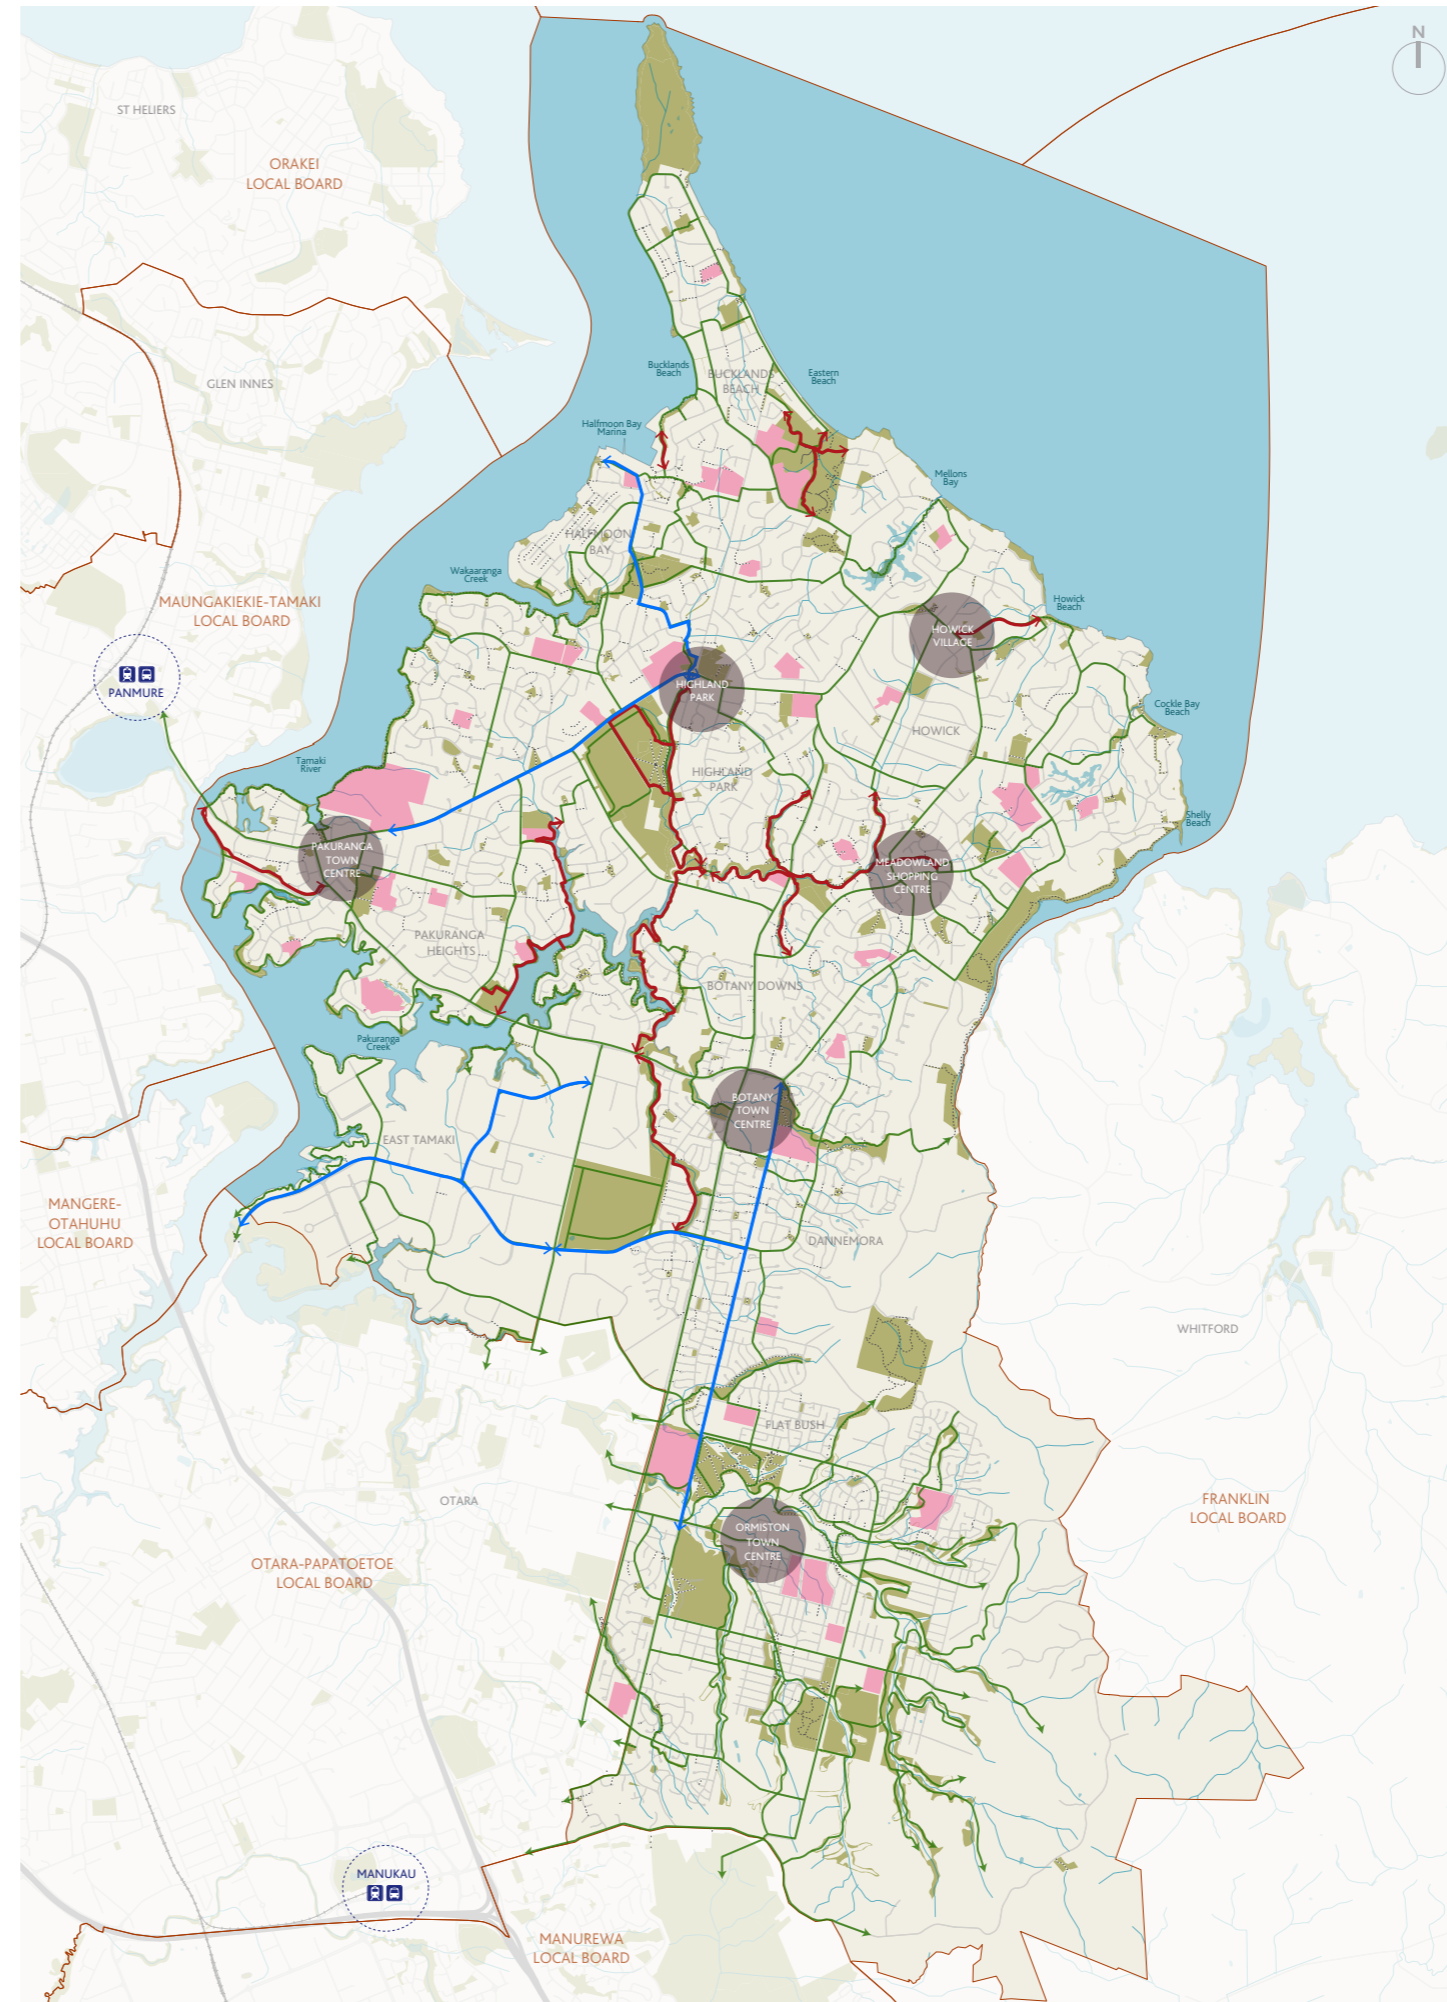 N
ST HELIERS
ORAKEI
LOCAL BOARD
GLEN INNES
Bucklands
Beach
BUCKLANDS
BEACH
Eastern
Beach
Halfmoon Bay
Marina
Mellons
Bay
HALFMOON
BAY
Wakaaranga
Creek
MAUNGAKIEKIE-TAMAKI
LOCAL BOARD
Howick
Beach
HOWICK
VILLAGE
PANMURE
HIGHLAND
PARK
Cockle Bay
Beach
HOWICK
Tamaki
River
HIGHLAND
PARK
Shelly
Beach
PAKURANGA
TOWN
CENTRE
MEADOWLAND
SHOPPING
CENTRE
PAKURANGA
HEIGHTS
BOTANY DOWNS
Pakuranga
Creek
BOTANY
TOWN
CENTRE
EAST TAMAKI
MANGERE-
OTAHUHU
LOCAL BOARD
DANNEMORA
WHITFORD
FLAT BUSH
OTARA
FRANKLIN
LOCAL BOARD
ORMISTON
TOWN
CENTRE
OTARA-PAPATOETOE
LOCAL BOARD
MANUKAU
MANUREWA
LOCAL BOARD